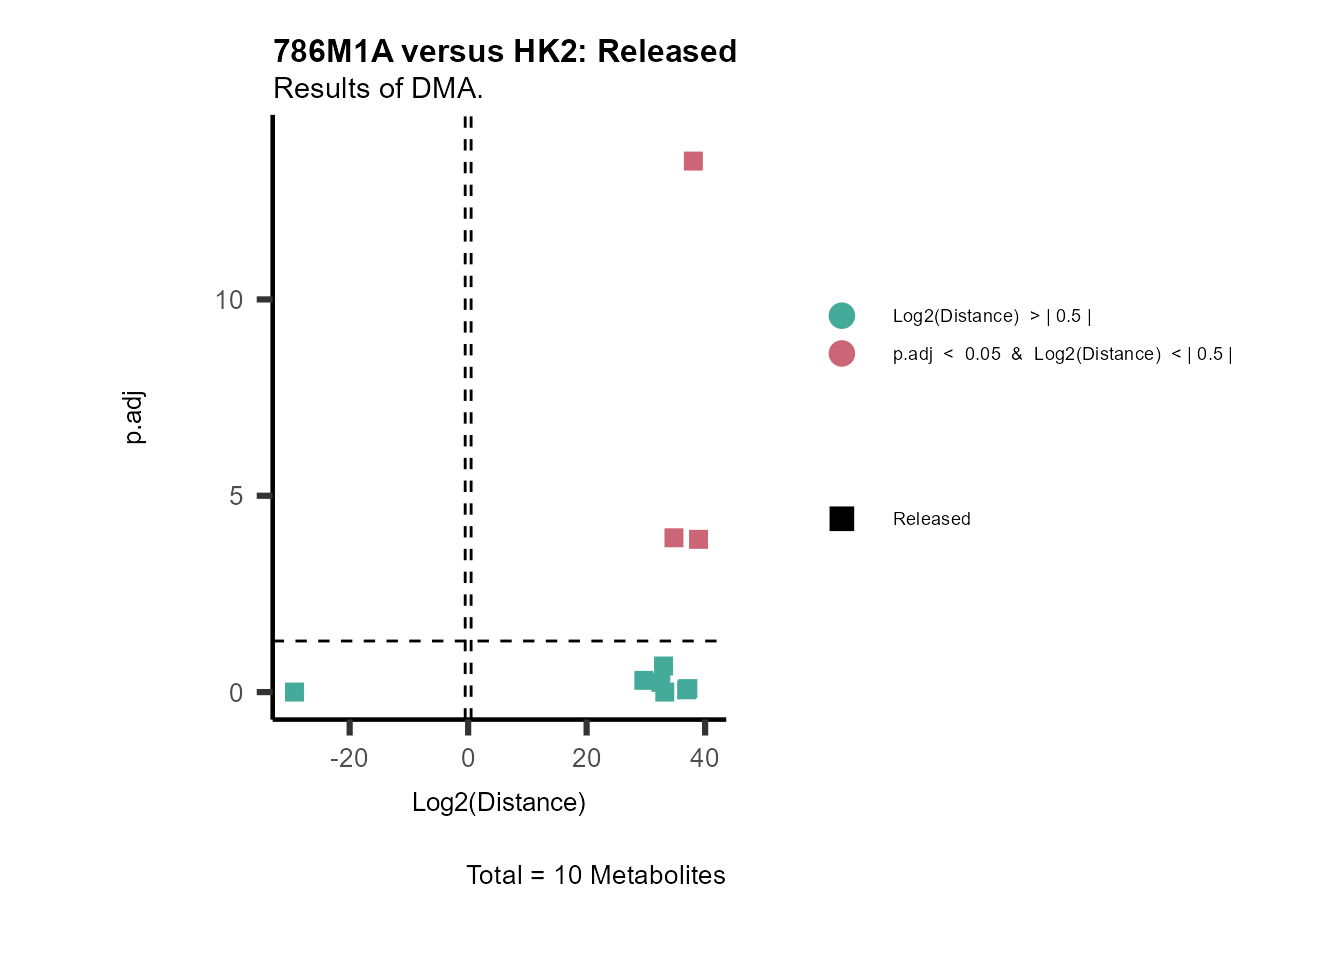 786M1A versus HK2: Released
Results of DMA.
10
5
0
p.adj
-20 0 20 40
Log2(Distance)
Log2(Distance) > | 0.5 |
p.adj < 0.05 & Log2(Distance) < | 0.5 |
Released
Total = 10 Metabolites